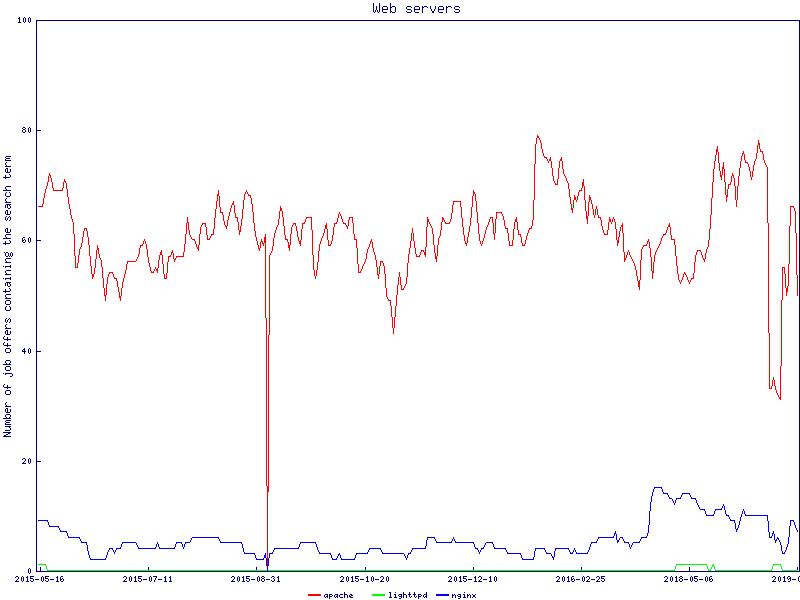 Web servers
Number of job offers containing the search term
100
80
60
40
20
0
2015-05-16 2015-07-11 2015-08-31 2015-10-20 2015-12-10 2016-02-25 2018-05-06 2019-0
apache lighttpd nginx